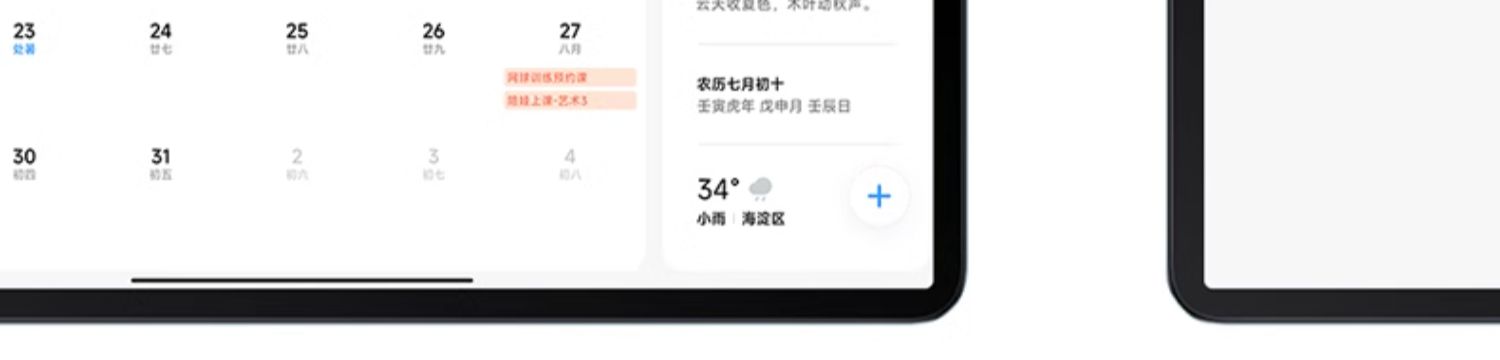 云天收夏色，木叶动秋声。
23 24 25 26 27
处暑 廿七 廿八 廿九 八月
网球训练预约课
娃娃上课-艺术3
农历七月初十
壬寅虎年 戊申月 壬辰日
30 31 2 3 4
初四 初五 初六 初七 初八
34°
小雨 海淀区